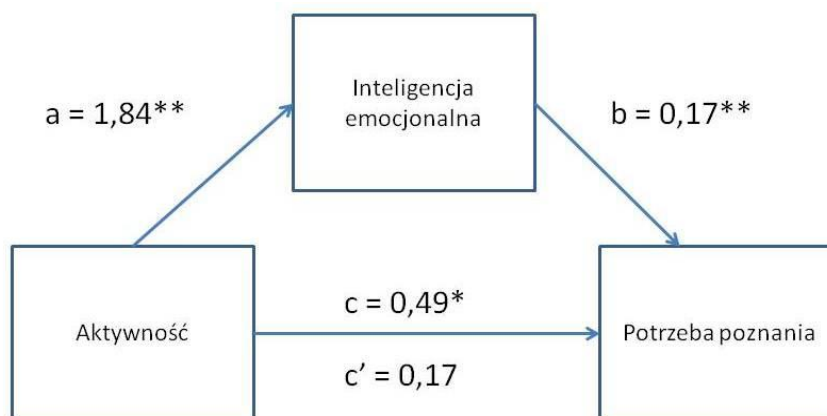 Inteligencja
emocjonalna
a = 1,84**
b = 0,17**
c = 0,49*
Aktywność
Potrzeba poznania
c’ = 0,17